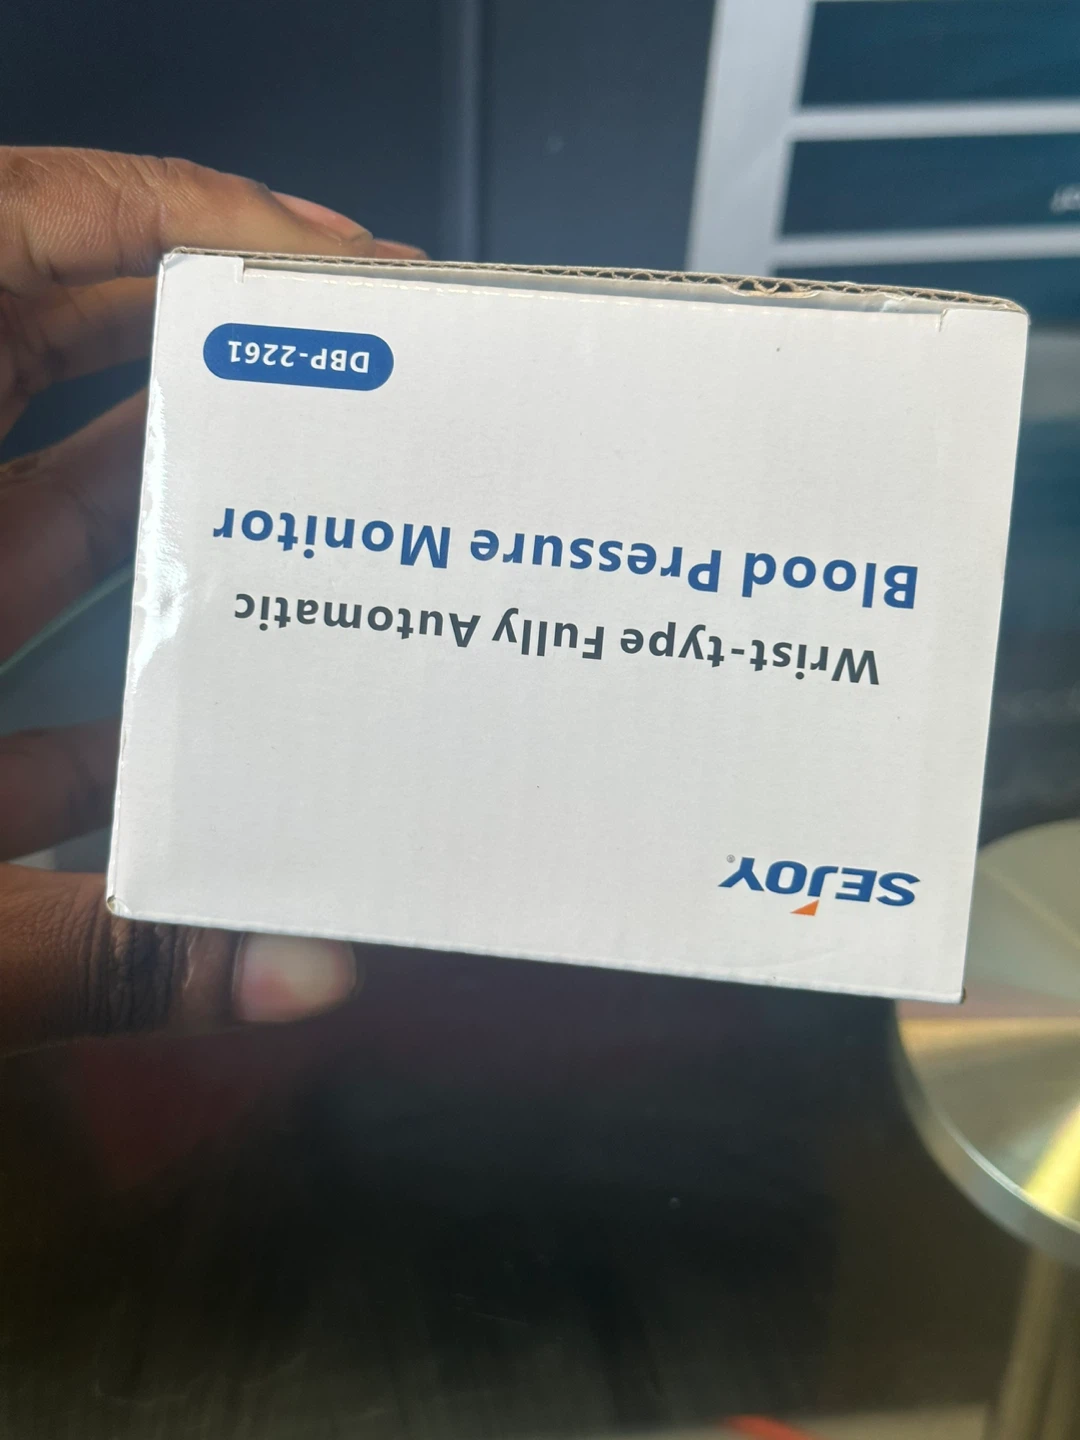 SEJOY®
Wrist-type Fully Automatic
Blood Pressure Monitor
DBP-2261